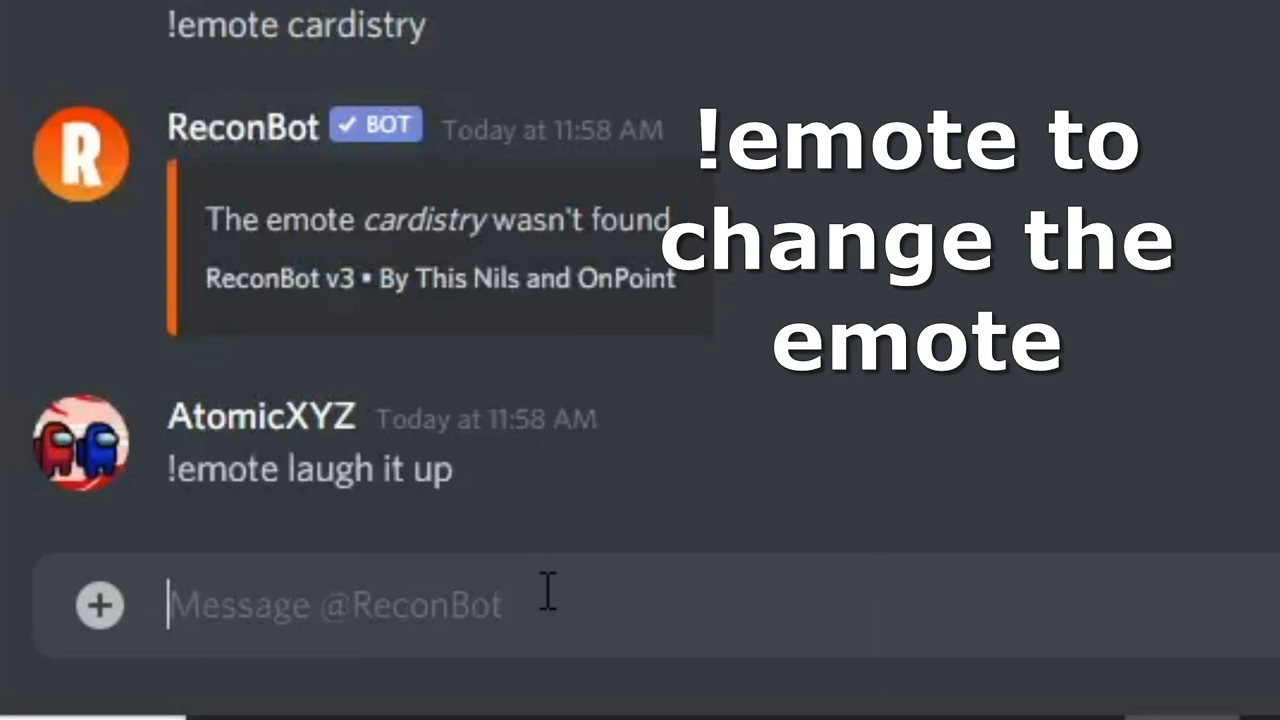 !emote cardistry
R
ReconBot ✓ BOT Today at 11:58 AM
The emote cardistry wasn't found
ReconBot v3 • By This Nils and OnPoint
!emote to
change the
emote
AtomicXYZ Today at 11:58 AM
!emote laugh it up
Message @ReconBot